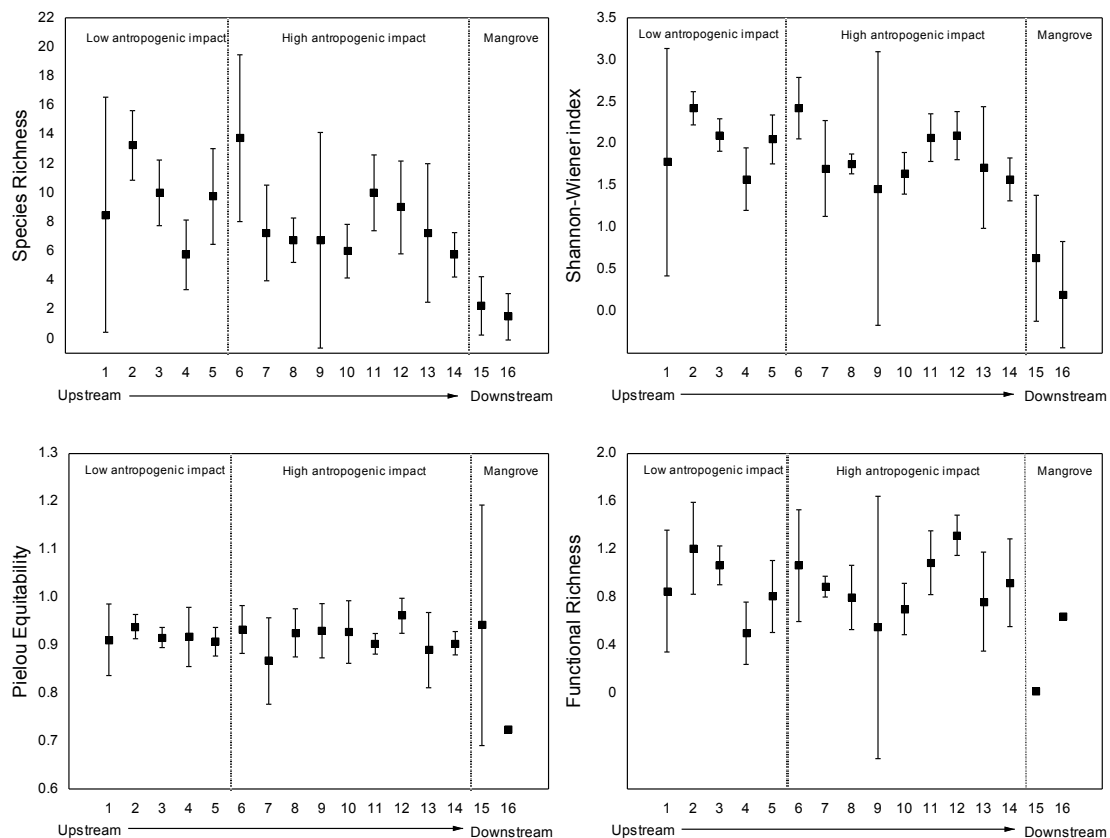 Species Richness
22
20
18
16
14
12
10
8
6
4
2
0
Low antropogenic impact
High antropogenic impact
Mangrove
1 2 3 4 5 6 7 8 9 10 11 12 13 14 15 16
Upstream Downstream
Shannon-Wiener index
3.5
3.0
2.5
2.0
1.5
1.0
0.5
0.0
Low antropogenic impact
High antropogenic impact
Mangrove
1 2 3 4 5 6 7 8 9 10 11 12 13 14 15 16
Upstream Downstream
Pielou Equitability
1.3
1.2
1.1
1.0
0.9
0.8
0.7
0.6
Low antropogenic impact
High antropogenic impact
Mangrove
1 2 3 4 5 6 7 8 9 10 11 12 13 14 15 16
Upstream Downstream
Functional Richness
2.0
1.6
1.2
0.8
0.4
0
Low antropogenic impact
High antropogenic impact
Mangrove
1 2 3 4 5 6 7 8 9 10 11 12 13 14 15 16
Upstream Downstream